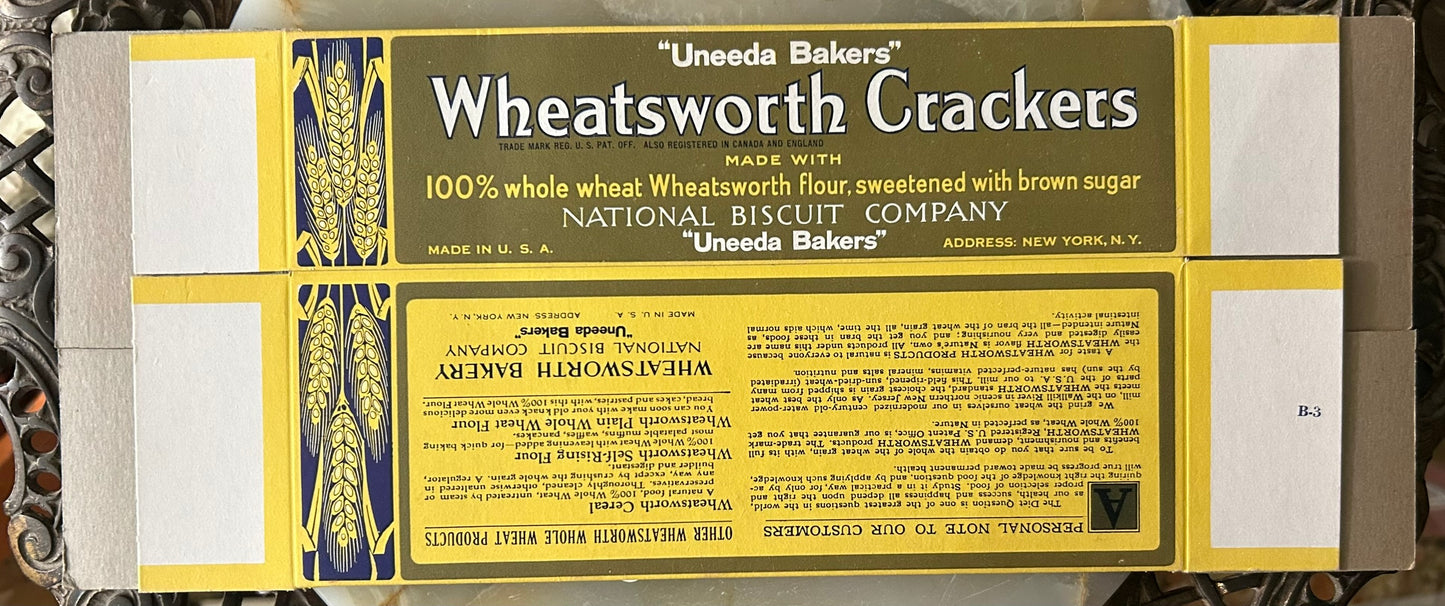 "Uneeda Bakers"
Wheatsworth Crackers
TRADE MARK REG. U. S. PAT. OFF. ALSO REGISTERED IN CANADA AND ENGLAND
MADE WITH
100% whole wheat Wheatsworth flour, sweetened with brown sugar
NATIONAL BISCUIT COMPANY
"Uneeda Bakers"
MADE IN U. S. A.
ADDRESS: NEW YORK, N. Y.
B-3
A PERSONAL NOTE TO OUR CUSTOMERS
The Diet Question is one of the greatest questions in the world,
as our health, success and happiness all depend upon the right and
proper selection of food. Study it in a practical way, for only by ac-
quiring the right knowledge of the food question, and by applying such knowledge,
will true progress be made toward permanent health.
To be sure that you do obtain the whole of the wheat grain, with its full
benefits and nourishment, demand WHEATSWORTH products. The trade-mark
WHEATSWORTH, Registered U.S. Patent Office, is our guarantee that you get
100% Whole Wheat, as perfected in Nature.
We grind the wheat ourselves in our modernized century-old water-power
mill, on the Wallkill River in scenic northern New Jersey. As only the best wheat
meets the WHEATSWORTH standard, the choicest grain is shipped from many
parts of the U.S.A. to our mill. This field-ripened, sun-dried-wheat (irradiated
by the sun) has nature-perfected vitamins, mineral salts and nutrition.
A taste for WHEATSWORTH PRODUCTS is natural to everyone because
the WHEATSWORTH flavor is Nature's own. All products under this name are
easily digested and very nourishing; and you get the bran in these foods, as
Nature intended—all the bran of the wheat grain, all the time, which aids normal
intestinal activity.
OTHER WHEATSWORTH WHOLE WHEAT PRODUCTS
Wheatsworth Cereal
A natural food, 100% Whole Wheat, untreated by steam or
preservatives. Thoroughly cleaned, otherwise unaltered in
any way, except by crushing the whole grain. A regulator,
builder and digestant.
Wheatsworth Self-Rising Flour
100% Whole Wheat with leavening added—for quick baking
most palatable muffins, waffles, pancakes.
Wheatsworth Plain Whole Wheat Flour
You can soon make with your old knack even more delicious
bread, cakes and pastries, with this 100% Whole Wheat Flour.
WHEATSWORTH BAKERY
NATIONAL BISCUIT COMPANY
"Uneeda Bakers"
MADE IN U. S. A. ADDRESS NEW YORK, N. Y.